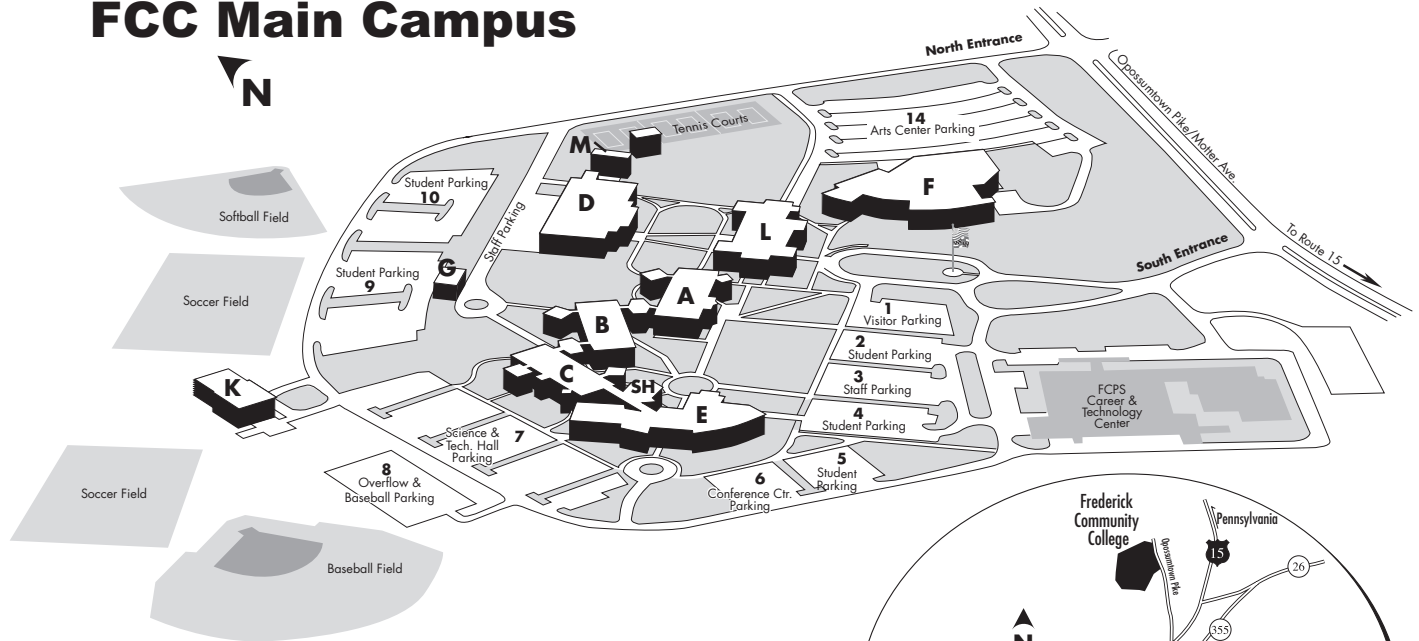 FCC Main Campus
N
North Entrance
Opossumtown Pike/Motter Ave.
14
Arts Center Parking
Tennis Courts
M
F
D
L
Student Parking
10
Staff Parking
Softball Field
South Entrance
To Route 15
G
Student Parking
9
Soccer Field
A
B
1
Visitor Parking
2
Student Parking
3
Staff Parking
4
Student Parking
FCPS
Career &
Technology
Center
K
C
SH
E
Science &
Tech. Hall
Parking
7
8
Overflow &
Baseball Parking
5
Student
Parking
6
Conference Ctr.
Parking
Soccer Field
Baseball Field
Frederick
Community
College
Pennsylvania
Opossumtown Pike
15
26
355
N